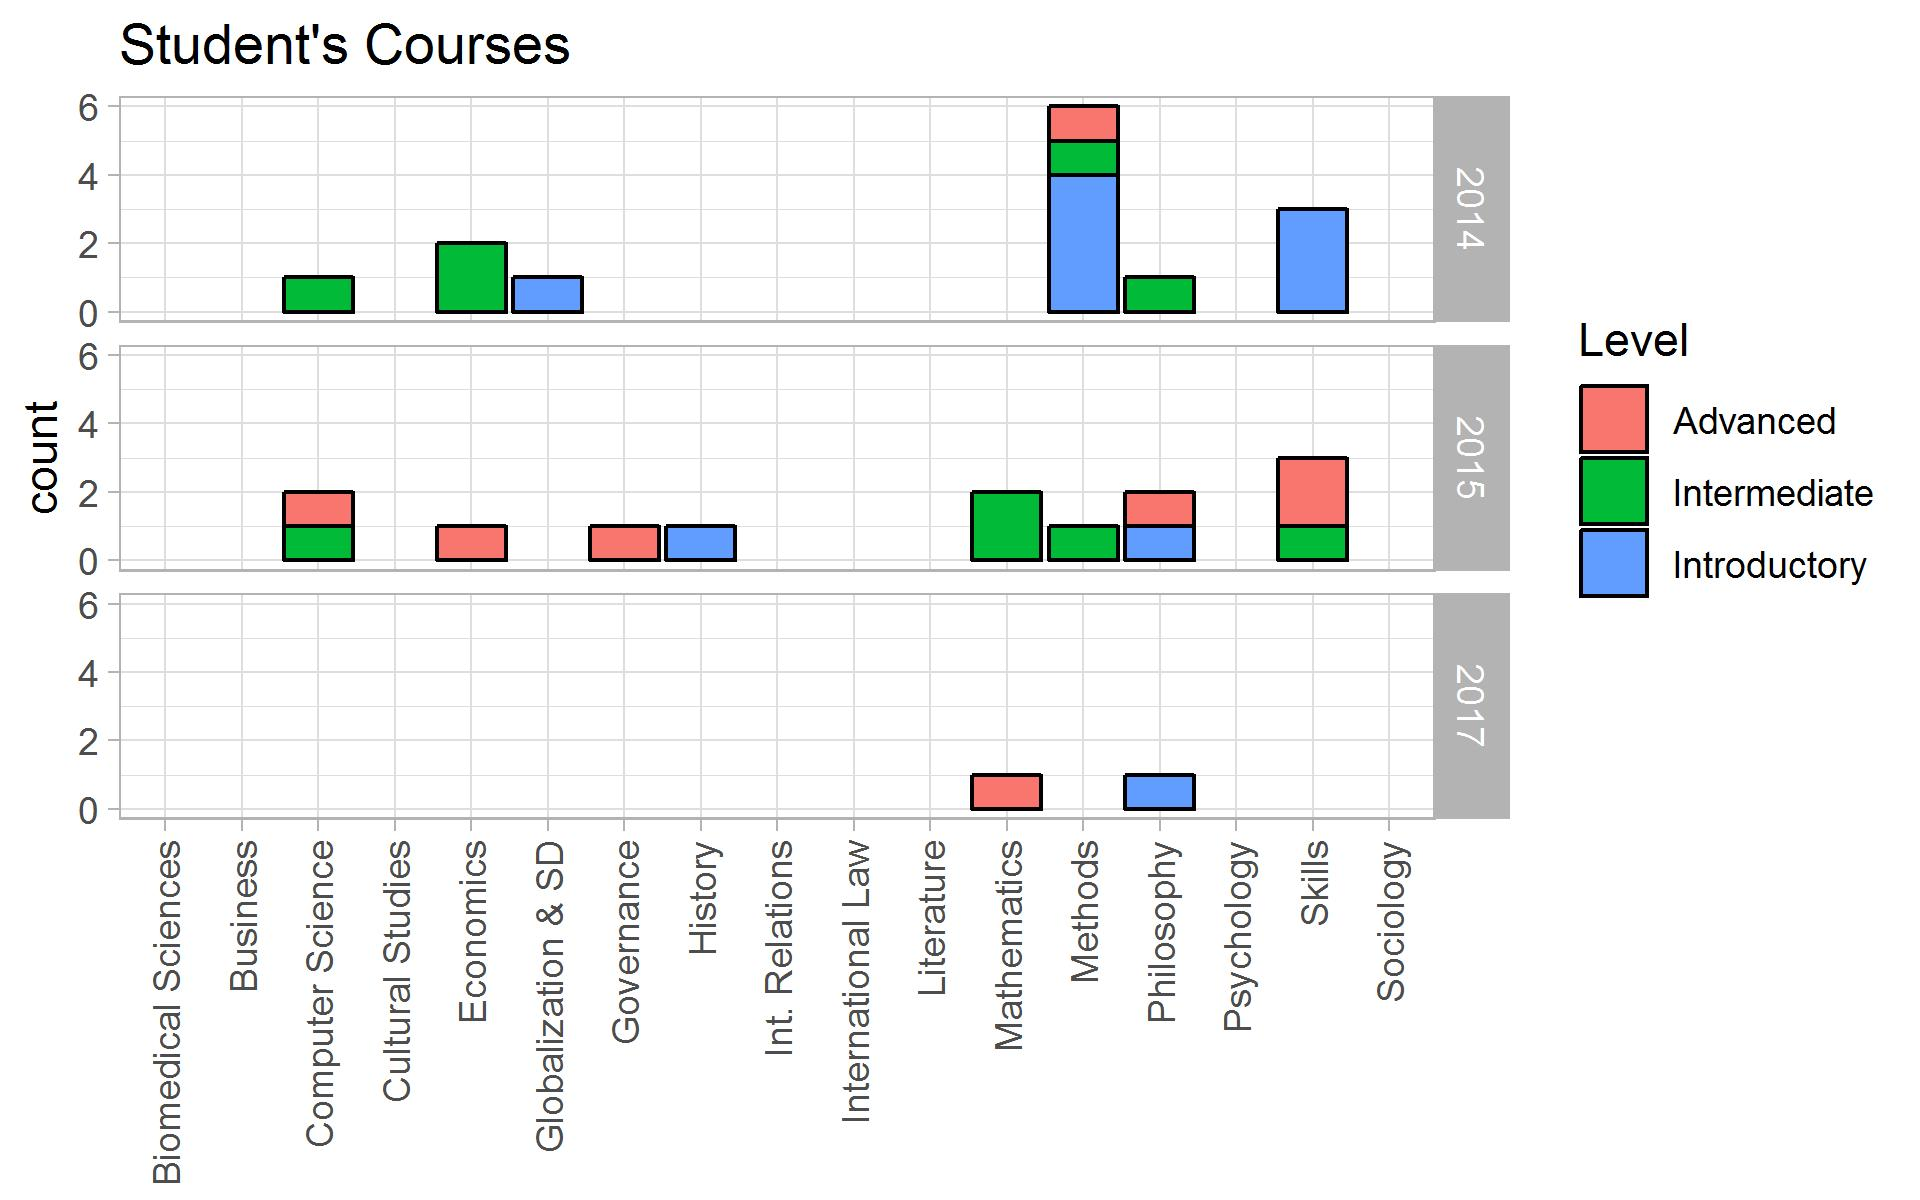 Student's Courses
6
4
2
0
2014
6
4
2
0
2015
6
4
2
0
2017
count
Biomedical Sciences
Business
Computer Science
Cultural Studies
Economics
Globalization & SD
Governance
History
Int. Relations
International Law
Literature
Mathematics
Methods
Philosophy
Psychology
Skills
Sociology
Level
Advanced
Intermediate
Introductory